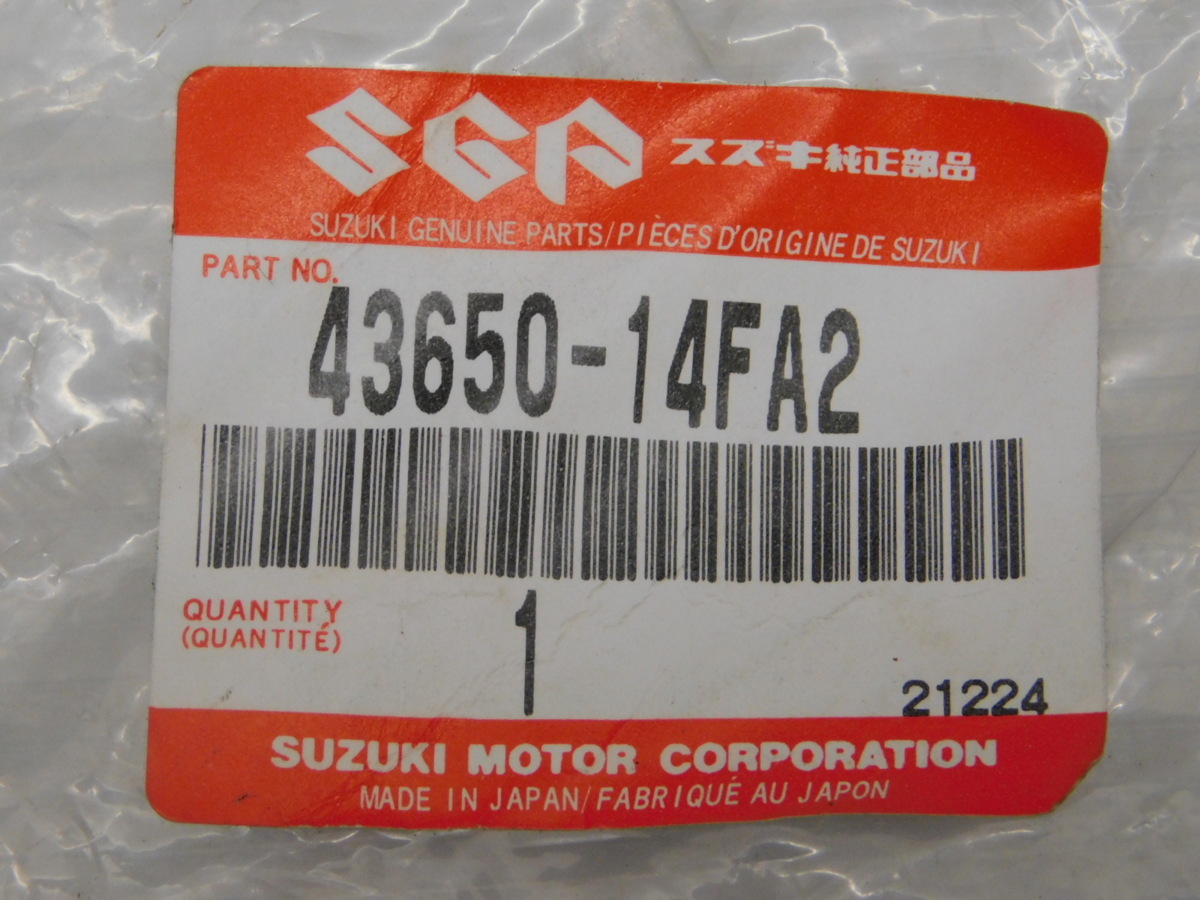 SGP スズキ純正部品
SUZUKI GENUINE PARTS/PIÈCES D'ORIGINE DE SUZUKI
PART NO.
43650-14FA2
QUANTITY
(QUANTITÉ)
1
21224
SUZUKI MOTOR CORPORATION
MADE IN JAPAN/FABRIQUÉ AU JAPON